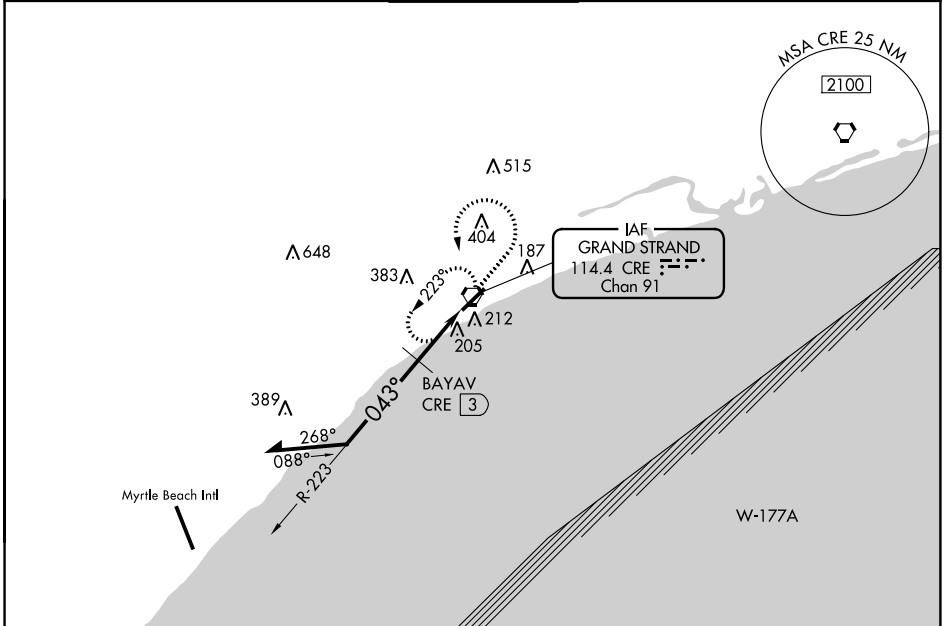 MSA CRE 25 NM
2100
515
404
187
IAF
GRAND STRAND
114.4 CRE
Chan 91
648
383
223°
212
205
BAYAV
CRE 3
043°
389
268°
088°
R-223
Myrtle Beach Intl
W-177A